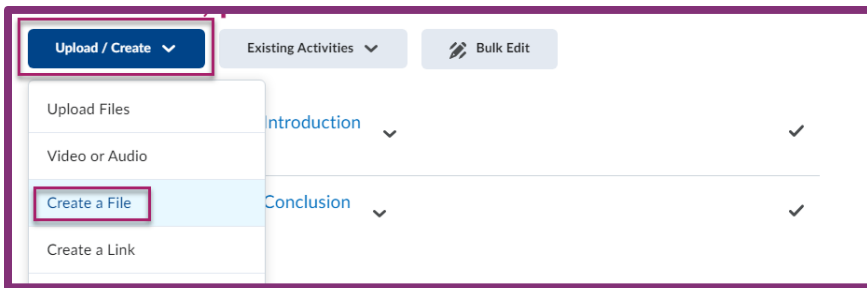 Upload / Create Existing Activities Bulk Edit
Upload Files
Introduction
Video or Audio
Create a File
Conclusion
Create a Link